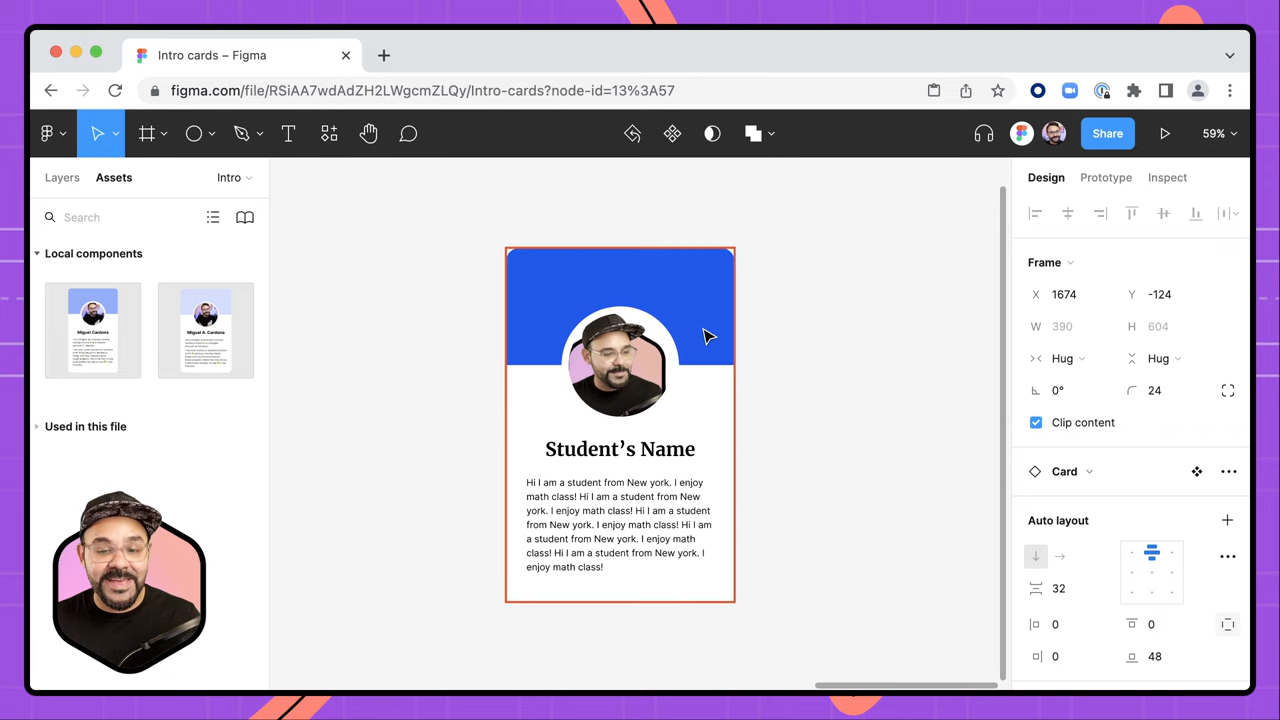 Intro cards – Figma
figma.com/file/RSiAA7wdAdZH2LWgcmZLQy/Intro-cards?node-id=13%3A57
Share
59%
Layers
Assets
Intro
Search
Local components
Miguel Cardona
Miguel A. Cardona
Used in this file
Student’s Name
Hi I am a student from New york. I enjoy
math class! Hi I am a student from New
york. I enjoy math class! Hi I am a student
from New york. I enjoy math class! Hi I am
a student from New york. I enjoy math
class! Hi I am a student from New york. I
enjoy math class!
Design
Prototype
Inspect
Frame
X 1674
Y -124
W 390
H 604
Hug
Hug
0°
24
Clip content
Card
Auto layout
32
0
0
0
48